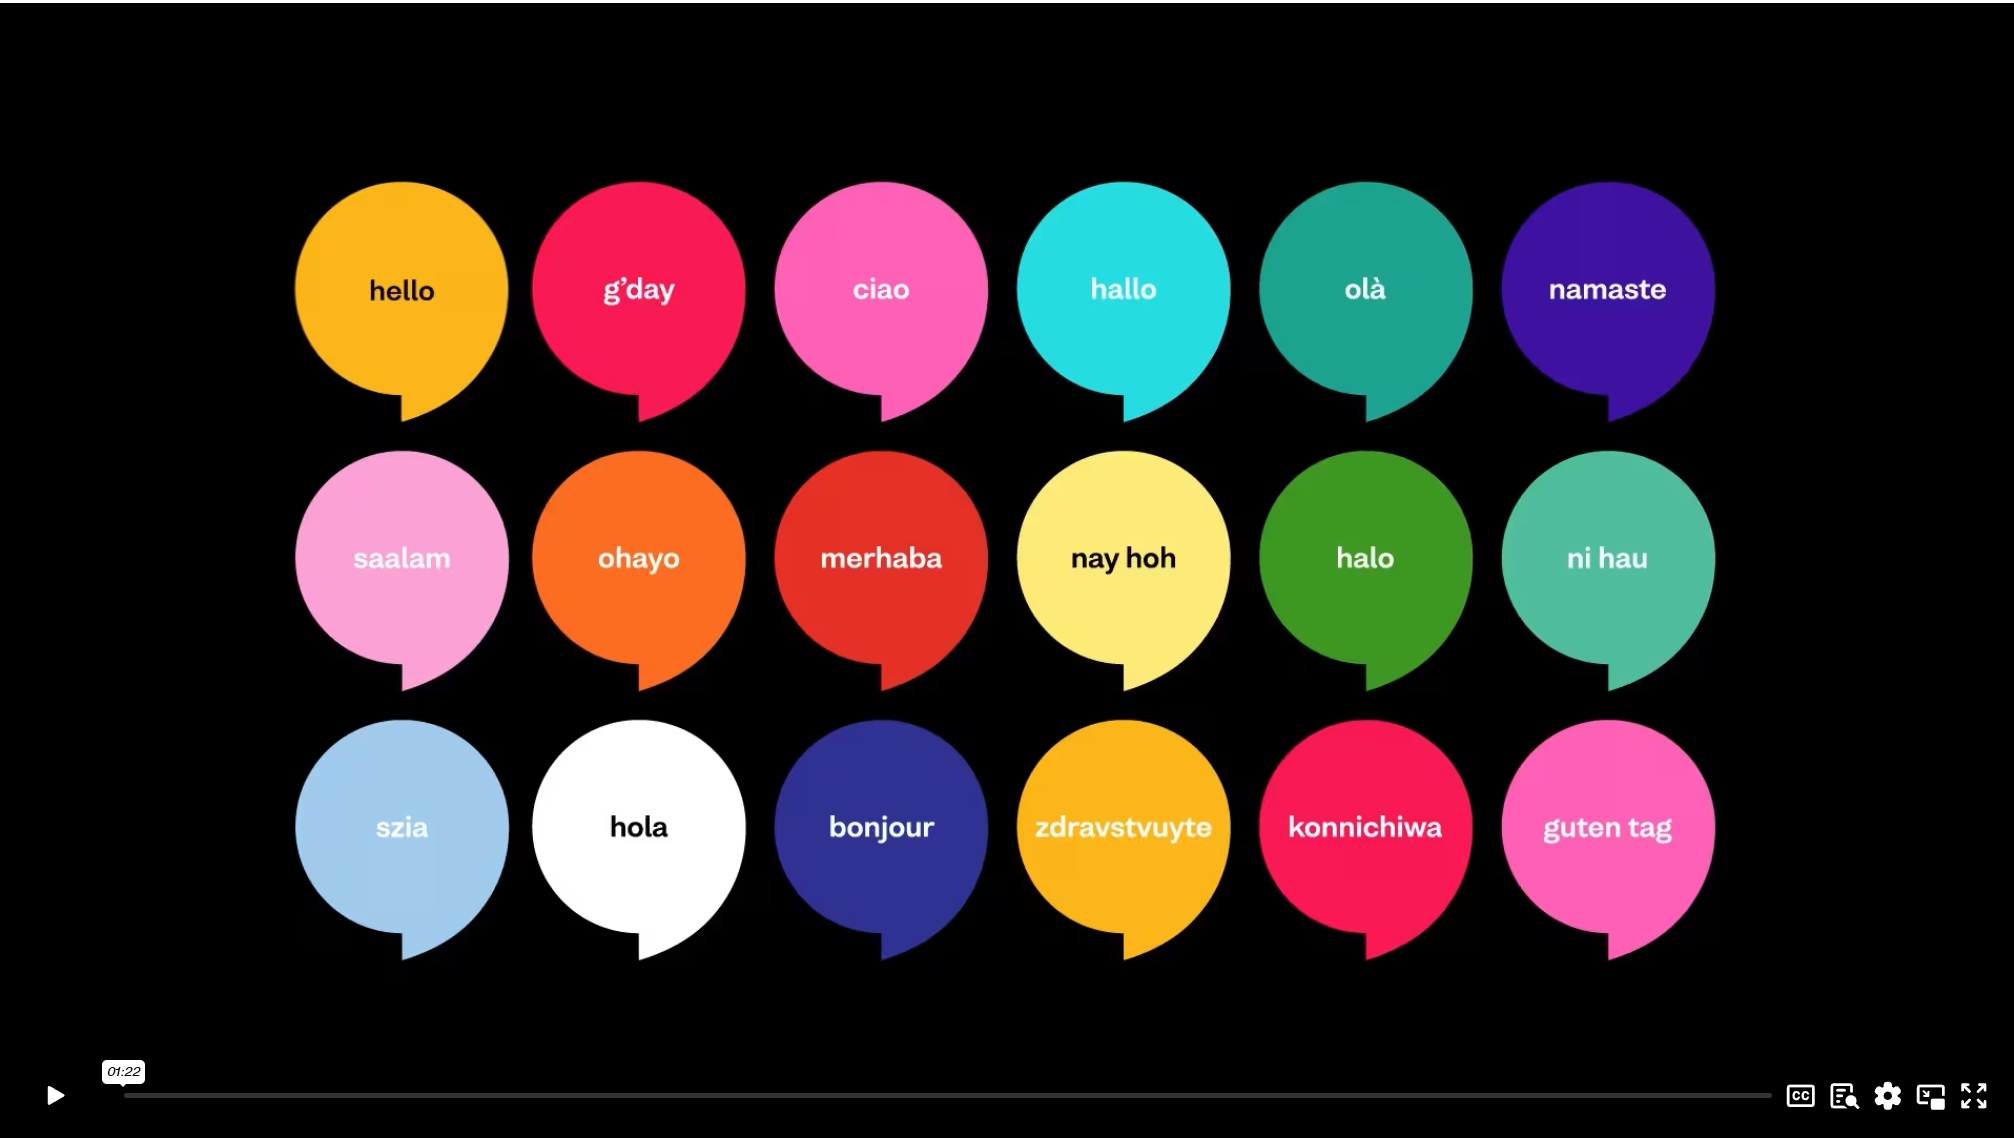 hello
g’day
ciao
hallo
olà
namaste
saalam
ohayo
merhaba
nay hoh
halo
ni hau
szia
hola
bonjour
zdravstvuyte
konnichiwa
guten tag
01:22
CC